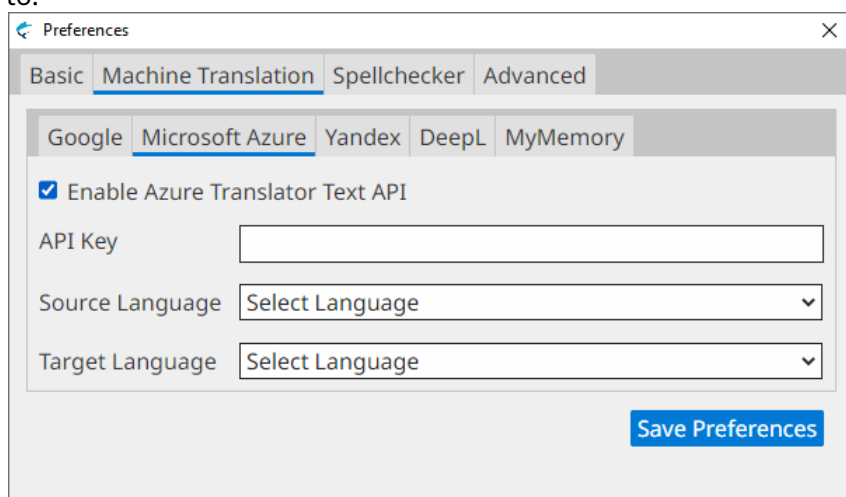 to.
Preferences
Basic Machine Translation Spellchecker Advanced
Google Microsoft Azure Yandex DeepL MyMemory
Enable Azure Translator Text API
API Key
Source Language Select Language
Target Language Select Language
Save Preferences